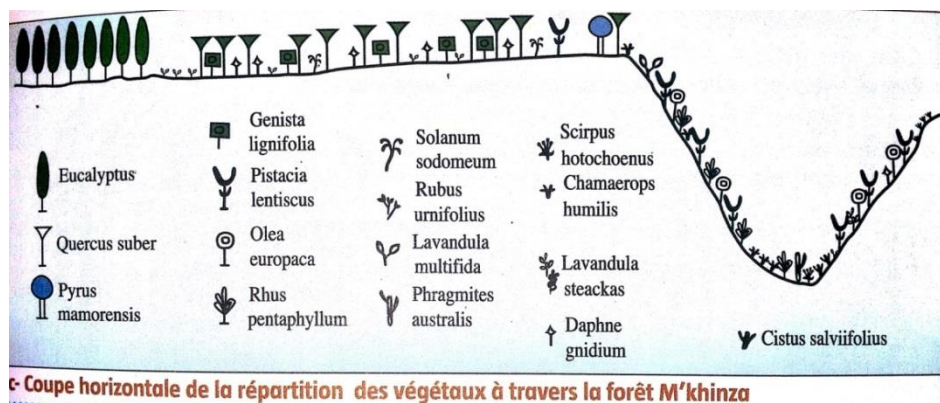 Eucalyptus
Quercus suber
Pyrus
mamorensis
Genista
lignifolia
Pistacia
lentiscus
Olea
europaca
Rhus
pentaphyllum
Solanum
sodomeum
Rubus
urnifolius
Lavandula
multifida
Phragmites
australis
Scirpus
hotochoenus
Chamaerops
humilis
Lavandula
steackas
Daphne
gnidium
Cistus salviifolius
c- Coupe horizontale de la répartition des végétaux à travers la forêt M'khinza